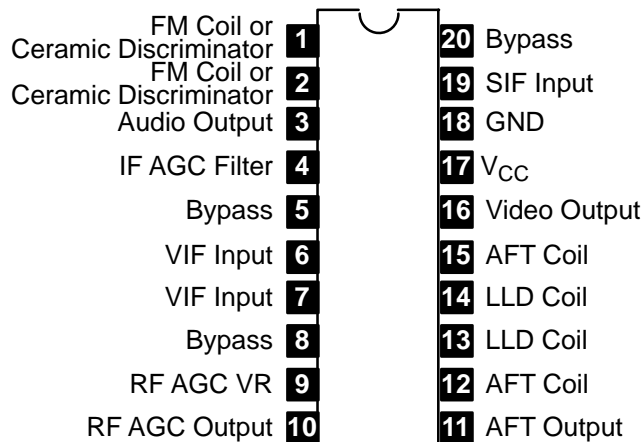 FM Coil or
Ceramic Discriminator 1
FM Coil or
Ceramic Discriminator 2
Audio Output 3
IF AGC Filter 4
Bypass 5
VIF Input 6
VIF Input 7
Bypass 8
RF AGC VR 9
RF AGC Output 10
20 Bypass
19 SIF Input
18 GND
17 VCC
16 Video Output
15 AFT Coil
14 LLD Coil
13 LLD Coil
12 AFT Coil
11 AFT Output